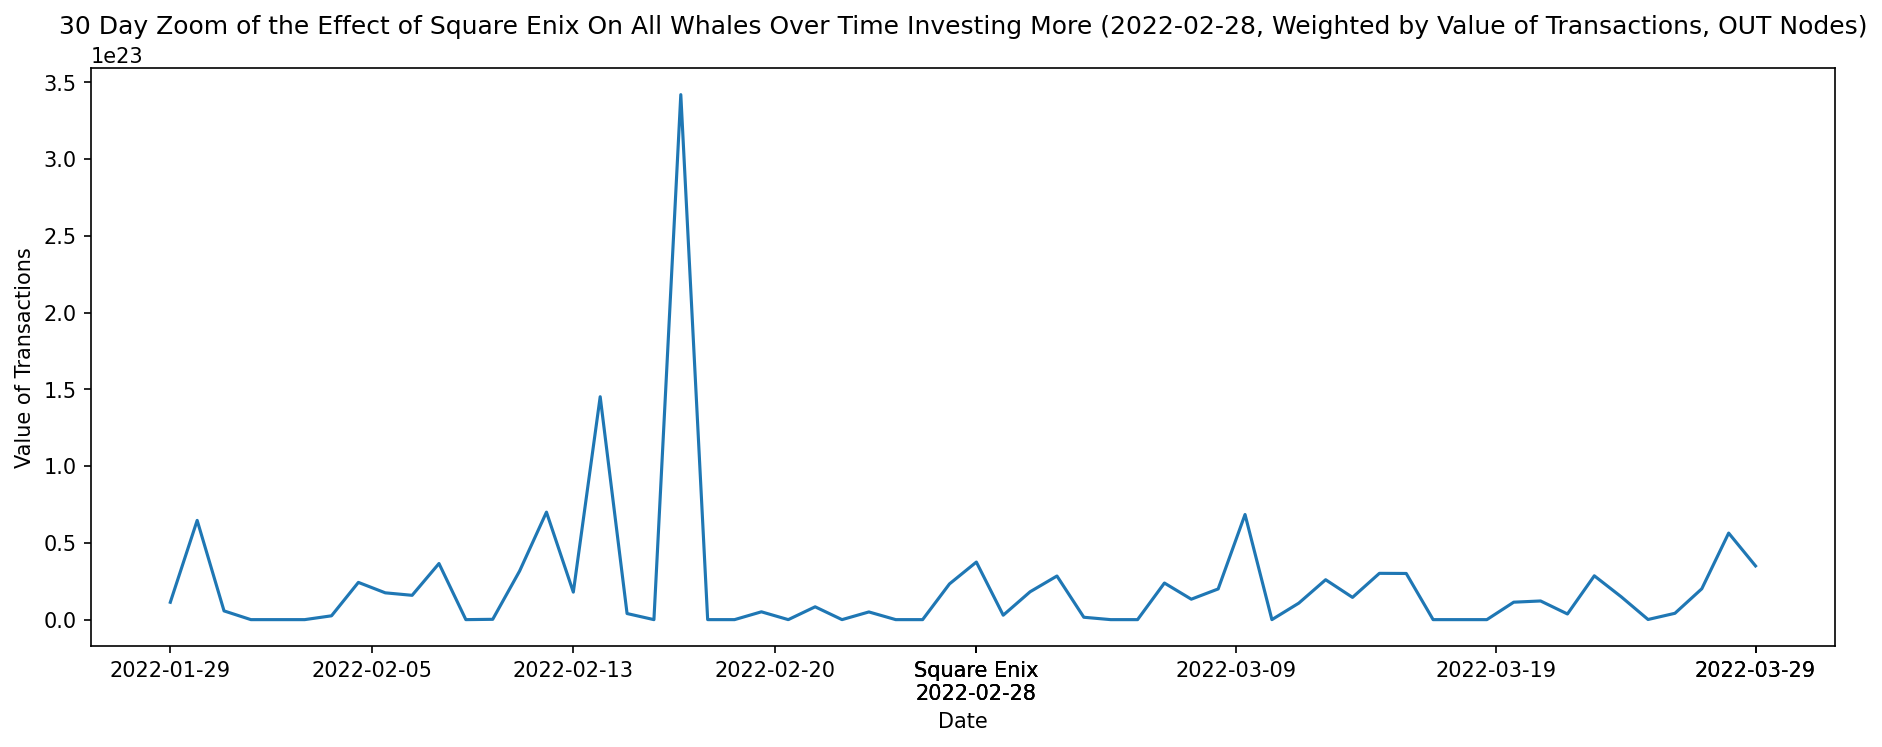 30 Day Zoom of the Effect of Square Enix On All Whales Over Time Investing More (2022-02-28, Weighted by Value of Transactions, OUT Nodes)
1e23
3.5
3.0
2.5
2.0
1.5
1.0
0.5
0.0
Value of Transactions
2022-01-29 2022-02-05 2022-02-13 2022-02-20 Square Enix 2022-03-09 2022-03-19 2022-03-29
2022-02-28
Date